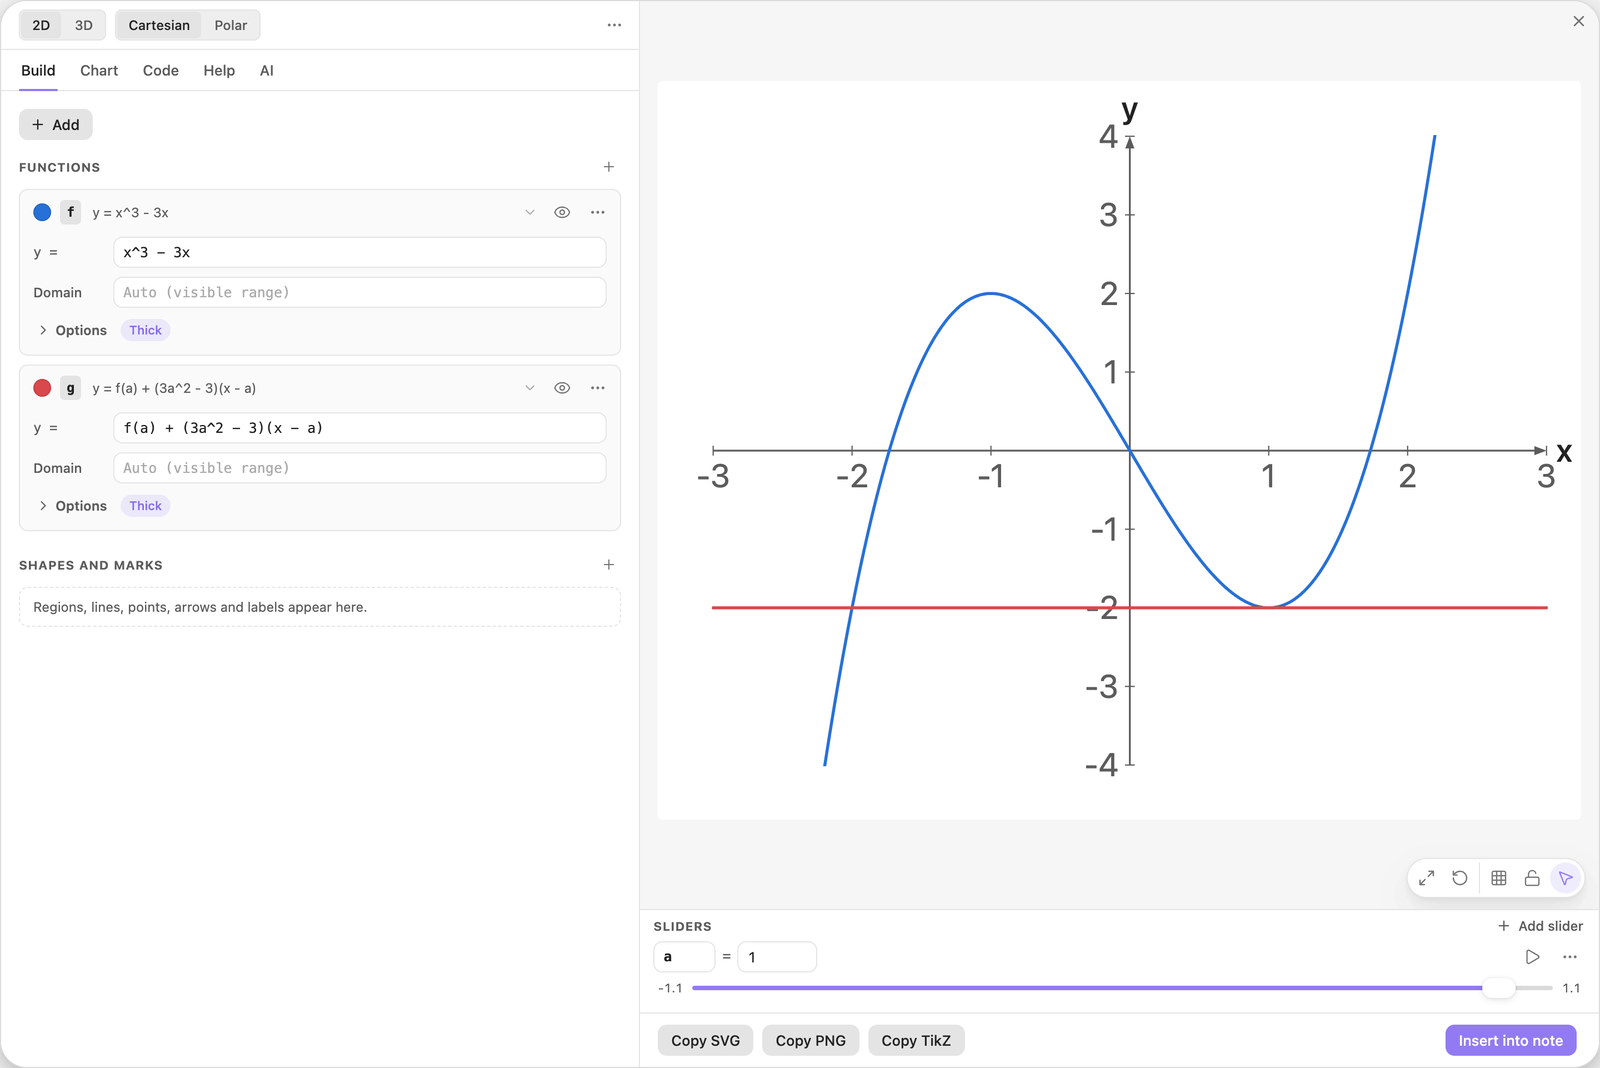 2D 3D Cartesian Polar
Build Chart Code Help AI
+ Add
FUNCTIONS
f y = x^3 - 3x
y = x^3 - 3x
Domain Auto (visible range)
Options Thick
g y = f(a) + (3a^2 - 3)(x - a)
y = f(a) + (3a^2 - 3)(x - a)
Domain Auto (visible range)
Options Thick
SHAPES AND MARKS
Regions, lines, points, arrows and labels appear here.
y
4
3
2
1
x
-3 -2 -1 1 2 3
-1
-2
-3
-4
SLIDERS + Add slider
a = 1
-1.1 1.1
Copy SVG Copy PNG Copy TikZ Insert into note